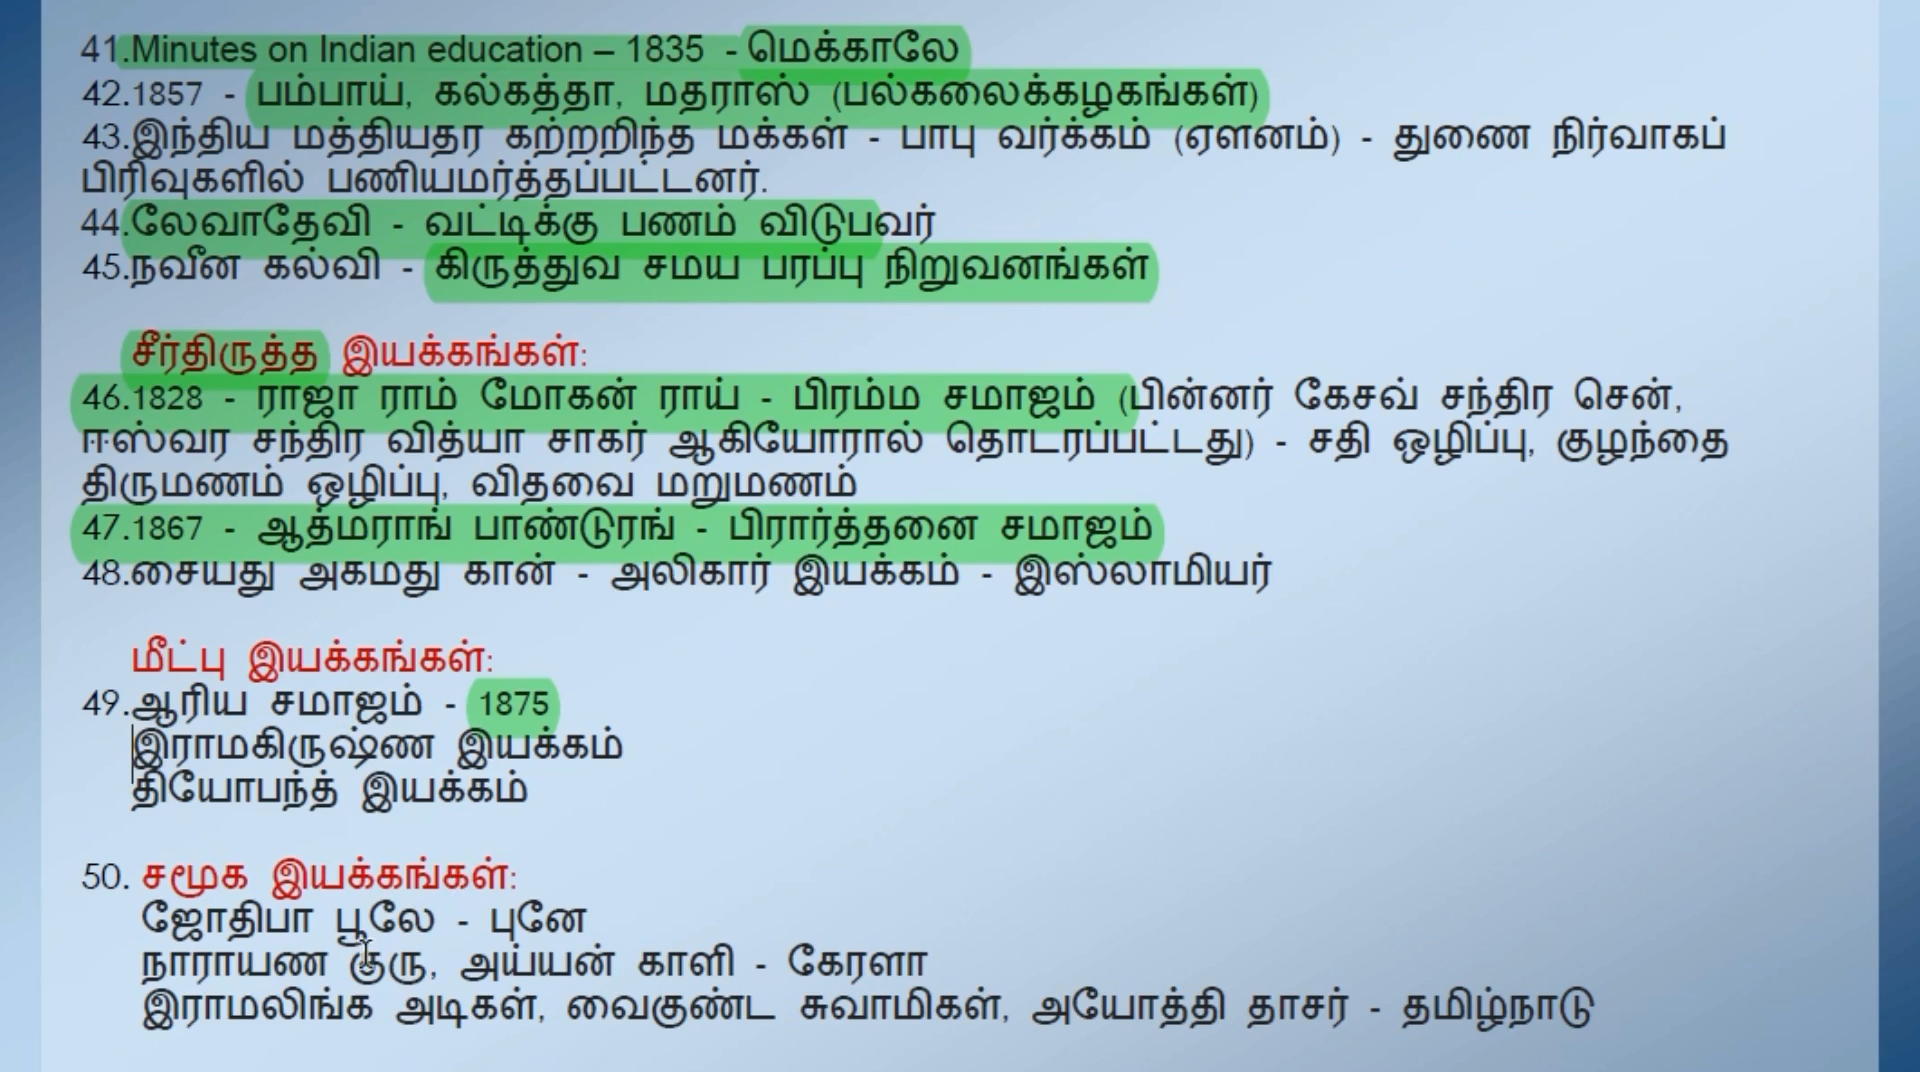 41.Minutes on Indian education – 1835 - மெக்காலே
42.1857 - பம்பாய், கல்கத்தா, மதராஸ் (பல்கலைக்கழகங்கள்)
43.இந்திய மத்தியதர கற்றறிந்த மக்கள் - பாபு வர்க்கம் (ஏளனம்) - துணை நிர்வாகப்
பிரிவுகளில் பணியமர்த்தப்பட்டனர்.
44.லேவாதேவி - வட்டிக்கு பணம் விடுபவர்
45.நவீன கல்வி - கிருத்துவ சமய பரப்பு நிறுவனங்கள்
சீர்திருத்த இயக்கங்கள்:
46.1828 - ராஜா ராம் மோகன் ராய் - பிரம்ம சமாஜம் (பின்னர் கேசவ் சந்திர சென்,
ஈஸ்வர சந்திர வித்யா சாகர் ஆகியோரால் தொடரப்பட்டது) - சதி ஒழிப்பு, குழந்தை
திருமணம் ஒழிப்பு, விதவை மறுமணம்
47.1867 - ஆத்மராங் பாண்டுரங் - பிரார்த்தனை சமாஜம்
48.சையது அகமது கான் - அலிகார் இயக்கம் - இஸ்லாமியர்
மீட்பு இயக்கங்கள்:
49.ஆரிய சமாஜம் - 1875
இராமகிருஷ்ண இயக்கம்
தியோபந்த் இயக்கம்
50. சமூக இயக்கங்கள்:
ஜோதிபா பூலே - புனே
நாராயண குரு, அய்யன் காளி - கேரளா
இராமலிங்க அடிகள், வைகுண்ட சுவாமிகள், அயோத்தி தாசர் - தமிழ்நாடு